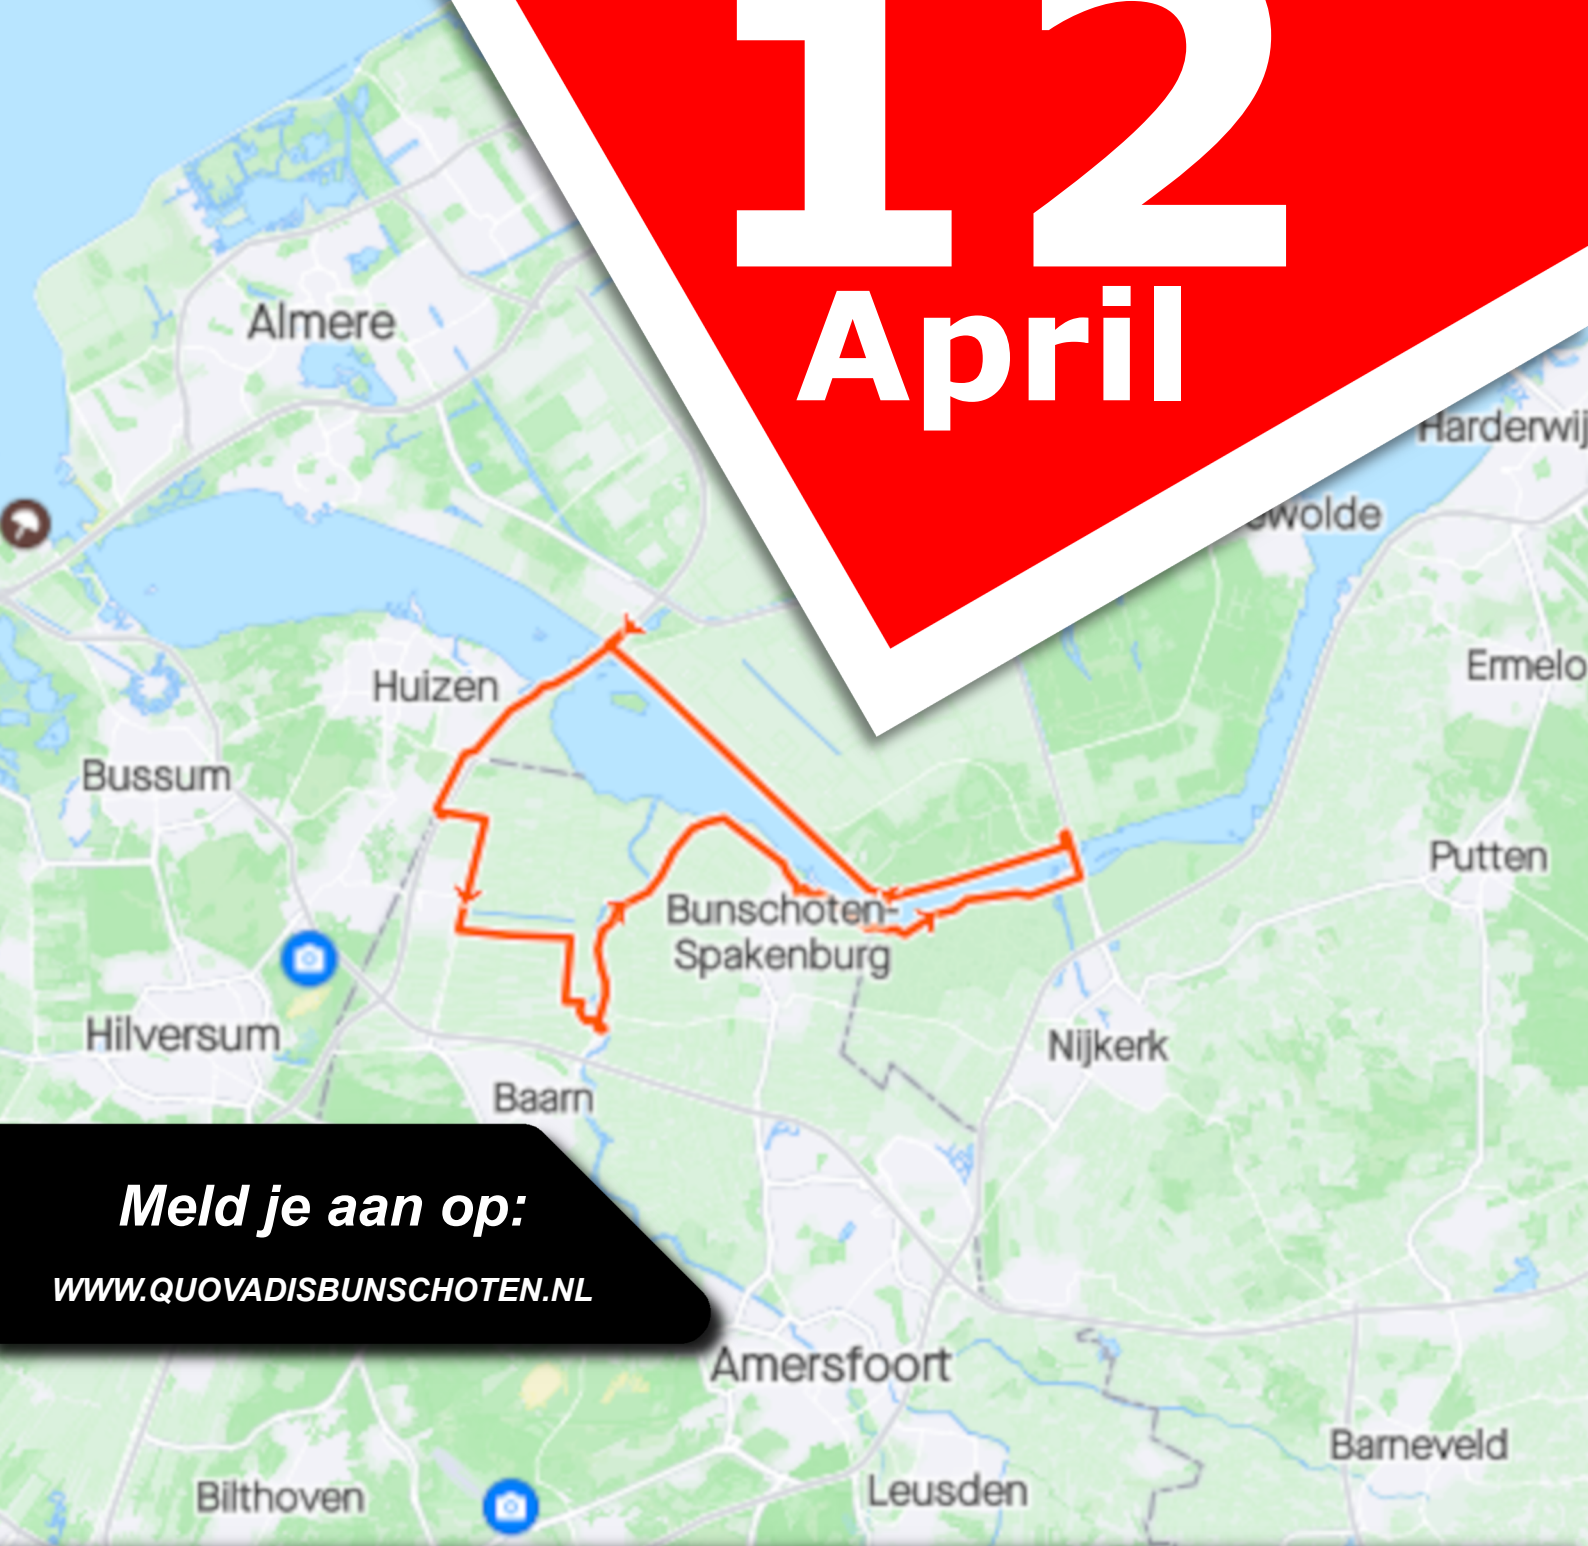 12
April
Almere
Harderwij
ewolde
Huizen
Ermelo
Bussum
Putten
Bunschoten-
Spakenburg
Hilversum
Nijkerk
Baarn
Meld je aan op:
WWW.QUOVADISBUNSCHOTEN.NL
Amersfoort
Barneveld
Bilthoven
Leusden